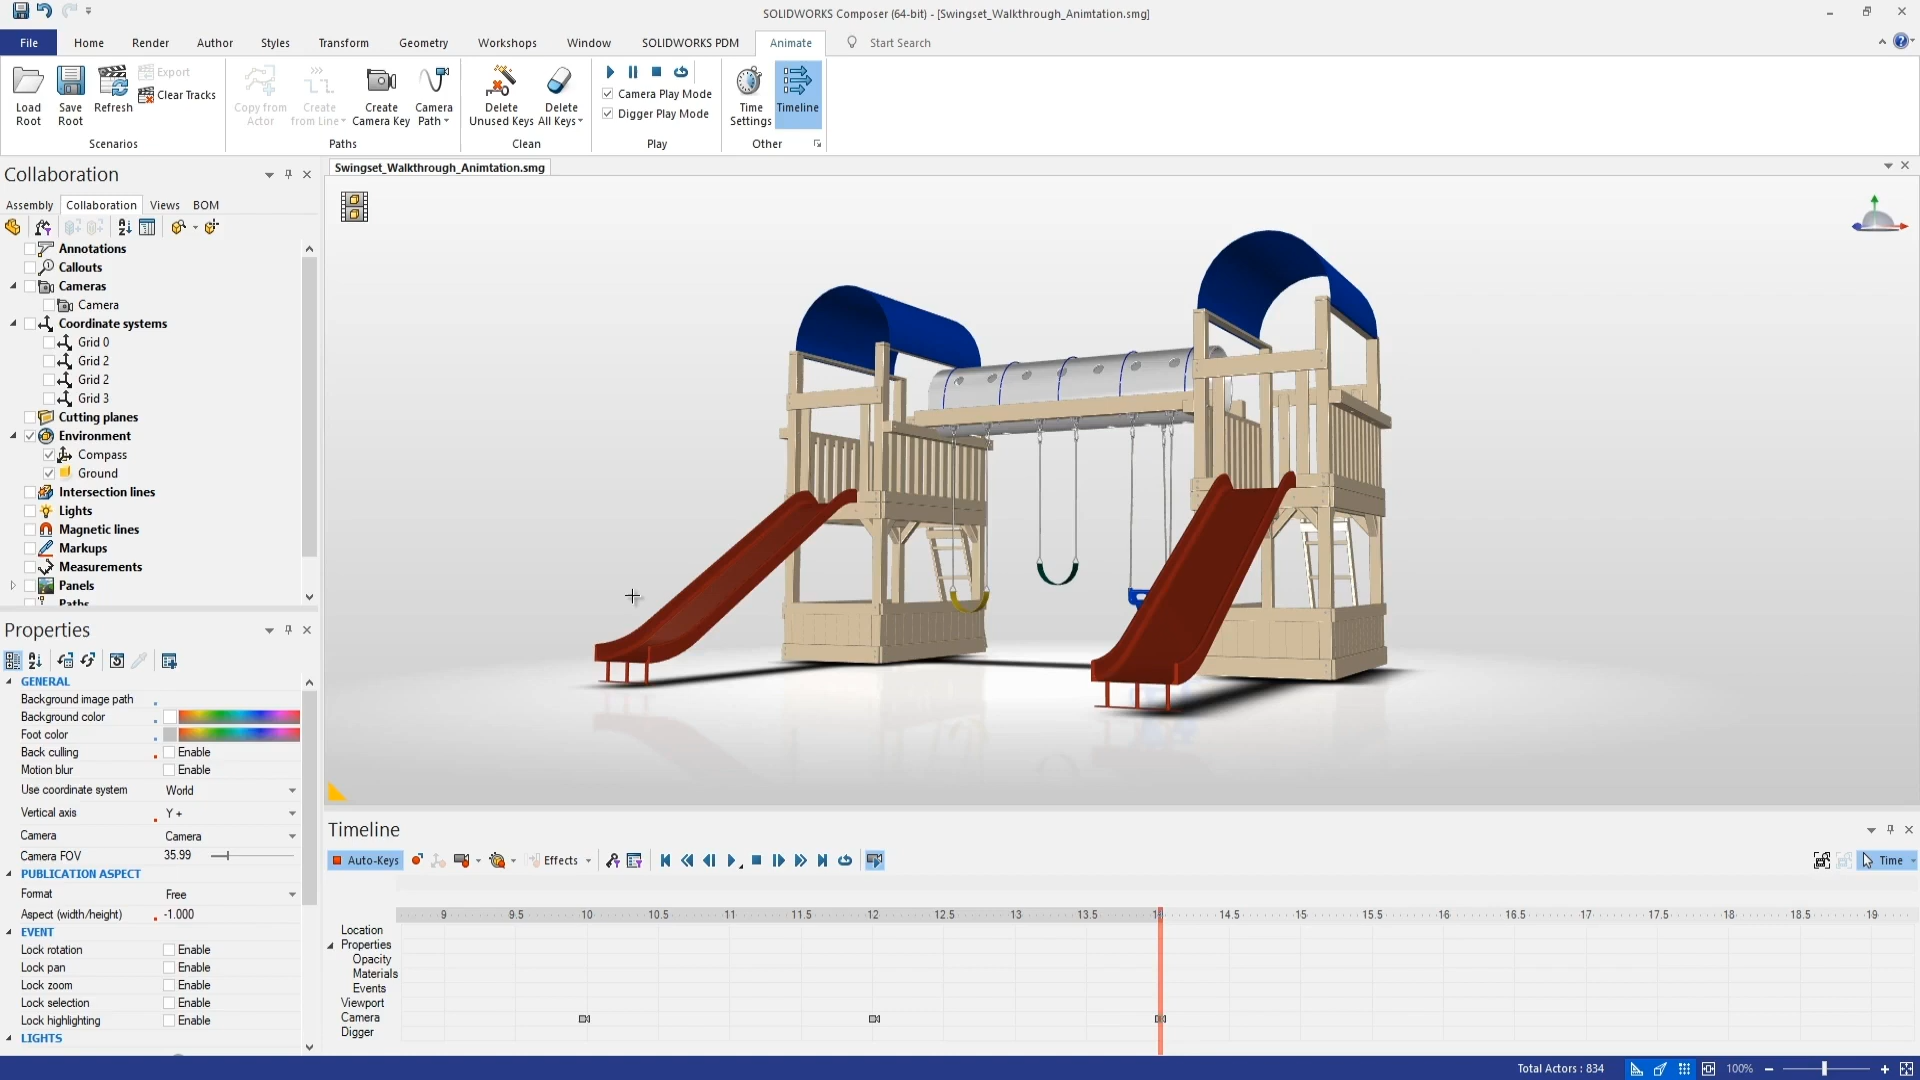 SOLIDWORKS Composer (64-bit) - [Swingset_Walkthrough_Animtation.smg]
File Home Render Author Styles Transform Geometry Workshops Window SOLIDWORKS PDM Animate Start Search
Load Root
Save Root
Refresh
Export
Clear Tracks
Scenarios
Copy from Actor
Create from Line
Create Camera Key
Camera Path
Paths
Delete Unused Keys
Delete All Keys
Clean
Camera Play Mode
Digger Play Mode
Play
Time Settings
Timeline
Other
Collaboration
Assembly Collaboration Views BOM
Annotations
Callouts
Cameras
Camera
Coordinate systems
Grid 0
Grid 2
Grid 2
Grid 3
Cutting planes
Environment
Compass
Ground
Intersection lines
Lights
Magnetic lines
Markups
Measurements
Panels
Paths
Swingset_Walkthrough_Animtation.smg
Properties
GENERAL
Background image path
Background color
Foot color
Back culling Enable
Motion blur Enable
Use coordinate system World
Vertical axis Y +
Camera Camera
Camera FOV 35.99
PUBLICATION ASPECT
Format Free
Aspect (width/height) -1.000
EVENT
Lock rotation Enable
Lock pan Enable
Lock zoom Enable
Lock selection Enable
Lock highlighting Enable
LIGHTS
Timeline
Auto-Keys Effects Time
9 9.5 10 10.5 11 11.5 12 12.5 13 13.5 14 14.5 15 15.5 16 16.5 17 17.5 18 18.5 19
Location
Properties
Opacity
Materials
Events
Viewport
Camera
Digger
Total Actors : 834 100%